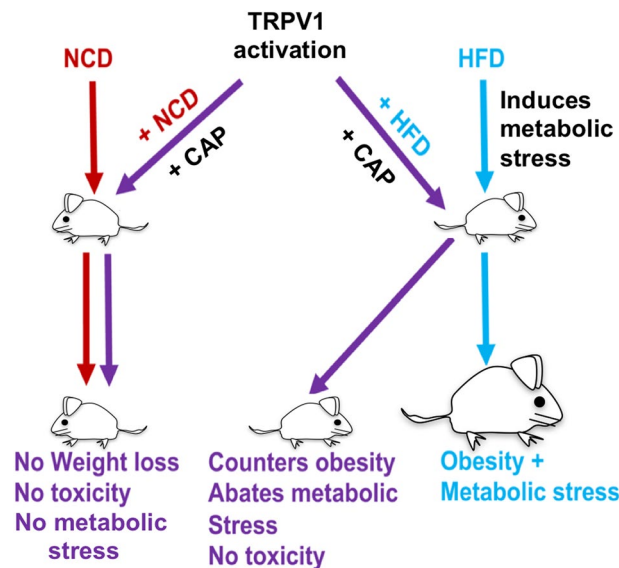 TRPV1
activation
NCD
HFD
+ NCD
+ CAP
+ HFD
+ CAP
Induces
metabolic
stress
No Weight loss
No toxicity
No metabolic
stress
Counters obesity
Abates metabolic
Stress
No toxicity
Obesity +
Metabolic stress